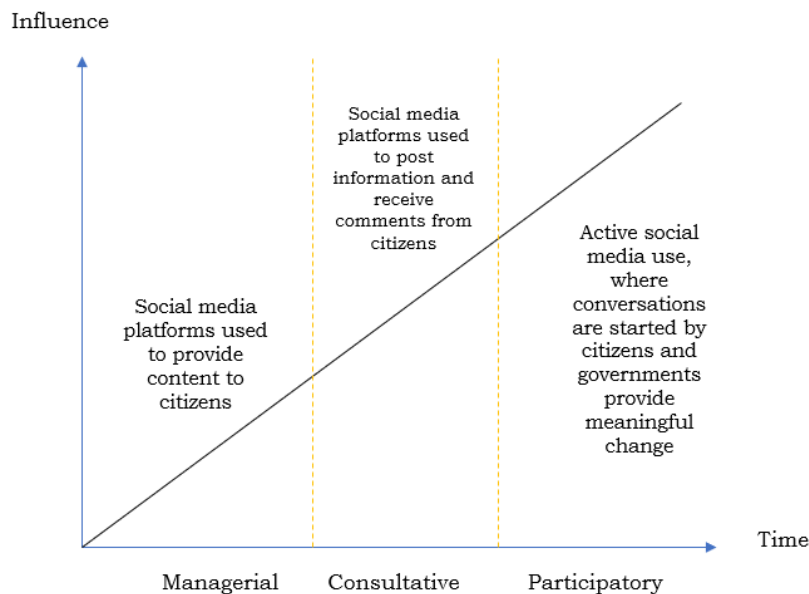 Influence
Social media
platforms used
to post
information and
receive
comments from
citizens
Social media
platforms used
to provide
content to
citizens
Active social
media use,
where
conversations
are started by
citizens and
governments
provide
meaningful
change
Time
Managerial
Consultative
Participatory